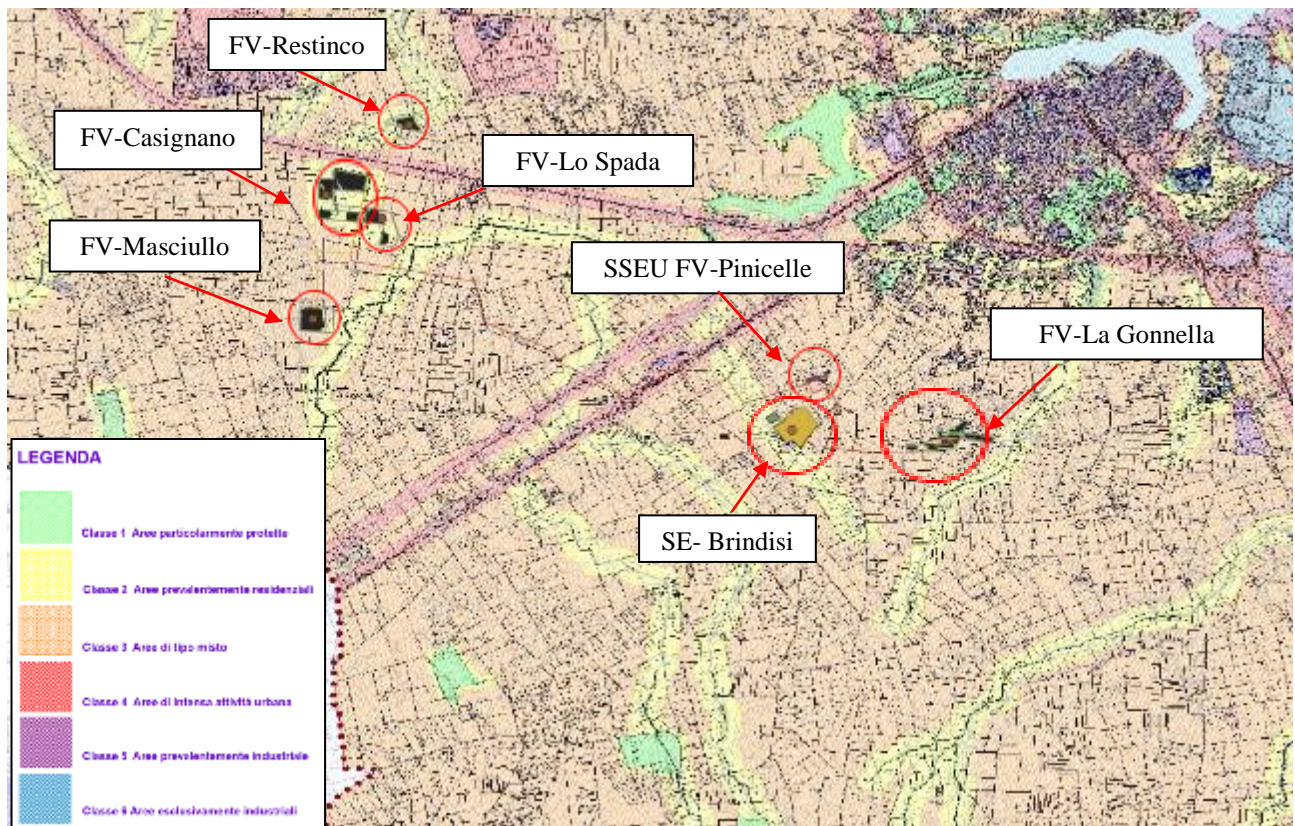 FV-Restinco
FV-Casignano
FV-Lo Spada
FV-Masciullo
SSEU FV-Pinicelle
FV-La Gonnella
SE- Brindisi
LEGENDA
Classe 1 Aree particolarmente protette
Classe 2 Aree prevalentemente residenziali
Classe 3 Aree di tipo misto
Classe 4 Aree di intensa attività urbana
Classe 5 Aree prevalentemente industriale
Classe 6 Aree esclusivamente industriali